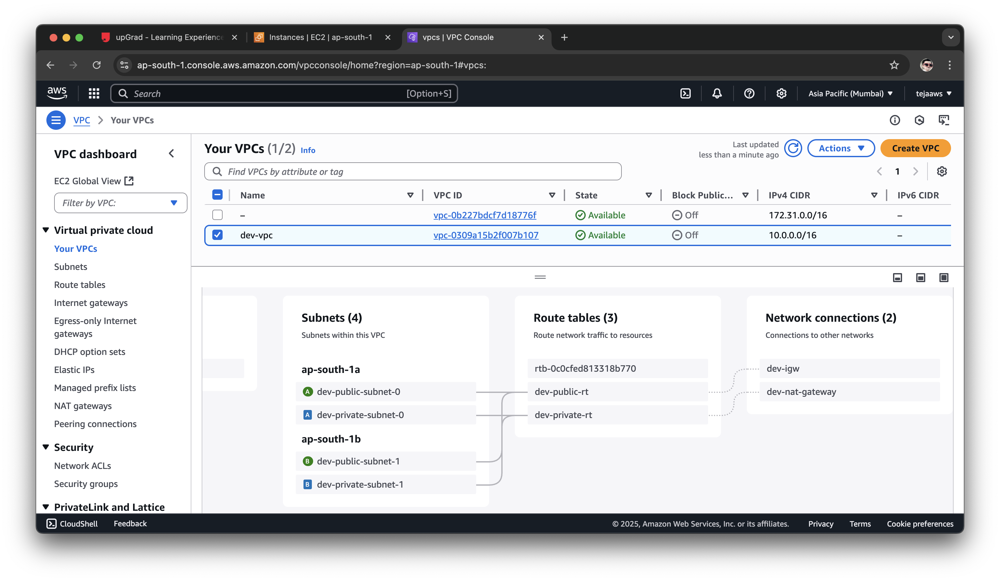 upGrad - Learning Experience
Instances | EC2 | ap-south-1
vpcs | VPC Console
ap-south-1.console.aws.amazon.com/vpcconsole/home?region=ap-south-1#vpcs:
aws
Search
[Option+S]
Asia Pacific (Mumbai)
tejaaws
VPC
Your VPCs
VPC dashboard
EC2 Global View
Filter by VPC:
Virtual private cloud
Your VPCs
Subnets
Route tables
Internet gateways
Egress-only Internet
gateways
DHCP option sets
Elastic IPs
Managed prefix lists
NAT gateways
Peering connections
Security
Network ACLs
Security groups
PrivateLink and Lattice
Your VPCs (1/2) Info
Last updated
less than a minute ago
Actions
Create VPC
Find VPCs by attribute or tag
1
Name VPC ID State Block Public... IPv4 CIDR IPv6 CIDR
– vpc-0b227bdcf7d18776f Available Off 172.31.0.0/16 –
dev-vpc vpc-0309a15b2f007b107 Available Off 10.0.0.0/16 –
Subnets (4)
Subnets within this VPC
ap-south-1a
A dev-public-subnet-0
A dev-private-subnet-0
ap-south-1b
B dev-public-subnet-1
B dev-private-subnet-1
Route tables (3)
Route network traffic to resources
rtb-0c0cfed813318b770
dev-public-rt
dev-private-rt
Network connections (2)
Connections to other networks
dev-igw
dev-nat-gateway
CloudShell
Feedback
© 2025, Amazon Web Services, Inc. or its affiliates.
Privacy
Terms
Cookie preferences